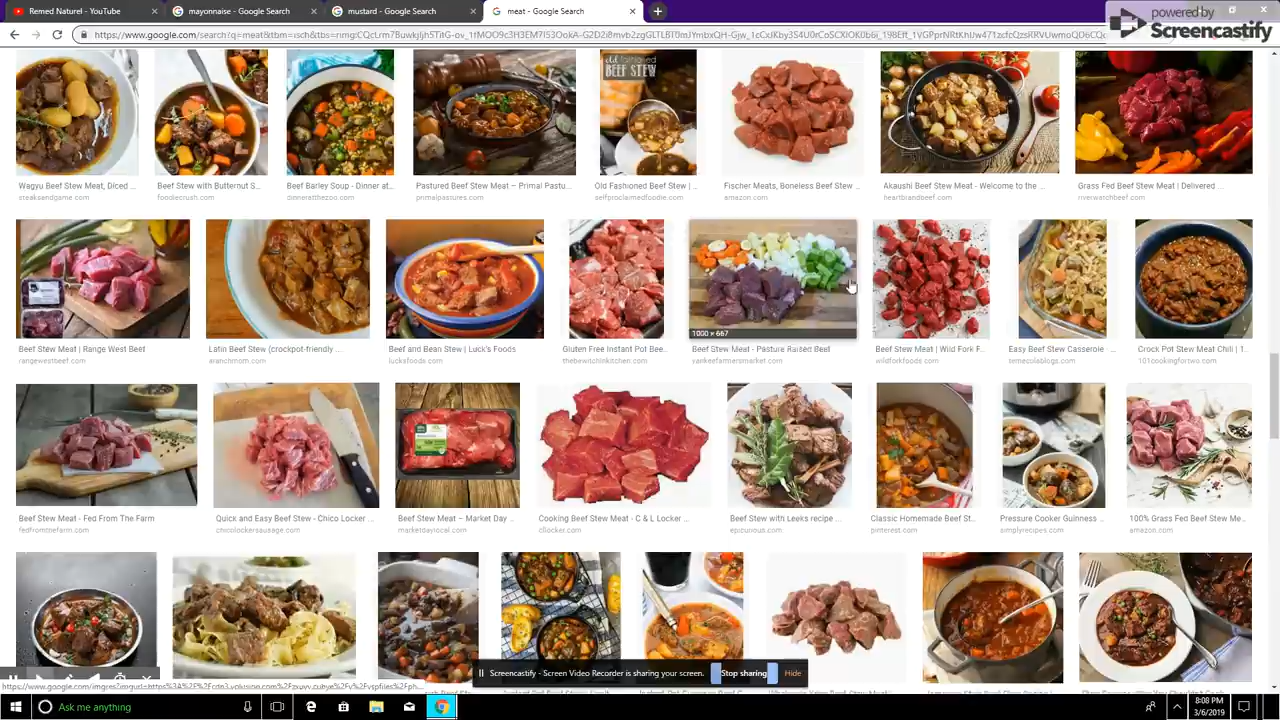 Remed Naturel - YouTube
mayonnaise - Google Search
mustard - Google Search
meat - Google Search
powered by
Screencastify
old fashioned
BEEF STEW
Wagyu Beef Stew Meat, Diced ...
Beef Stew with Butternut S...
Beef Barley Soup - Dinner at...
Pastured Beef Stew Meat – Primal Pastu...
Old Fashioned Beef Stew | ...
Fischer Meats, Boneless Beef Stew ...
Akaushi Beef Stew Meat - Welcome to the ...
Grass Fed Beef Stew Meat | Delivered ...
steaksandgame.com
foodiecrush.com
dinneratthezoo.com
primalpastures.com
selfproclaimedfoodie.com
amazon.com
heartbrandbeef.com
riverwatchbeef.com
1000 × 667
Beef Stew Meat | Range West Beef
Latin Beef Stew (crockpot-friendly ...
Beef and Bean Stew | Luck's Foods
Gluten Free Instant Pot Bee...
Beef Stew Meat - Pasture Raised Beef
Beef Stew Meat | Wild Fork F...
Easy Beef Stew Casserole - ...
Crock Pot Stew Meat Chili | 1...
rangewestbeef.com
aranchmom.com
lucksfoods.com
thebewitchinkitchen.com
yankeefarmersmarket.com
wildforkfoods.com
temeculablogs.com
101cookingfortwo.com
Beef Stew Meat - Fed From The Farm
Quick and Easy Beef Stew - Chico Locker ...
Beef Stew Meat – Market Day ...
Cooking Beef Stew Meat - C & L Locker ...
Beef Stew with Leeks recipe ...
Classic Homemade Beef St...
Pressure Cooker Guinness ...
100% Grass Fed Beef Stew Me...
fedfromthefarm.com
chicolockersausage.com
marketdaylocal.com
cllocker.com
epicurious.com
pinterest.com
simplyrecipes.com
amazon.com
Screencastify - Screen Video Recorder is sharing your screen.
Stop sharing
Hide
Ask me anything
8:08 PM
3/6/2019